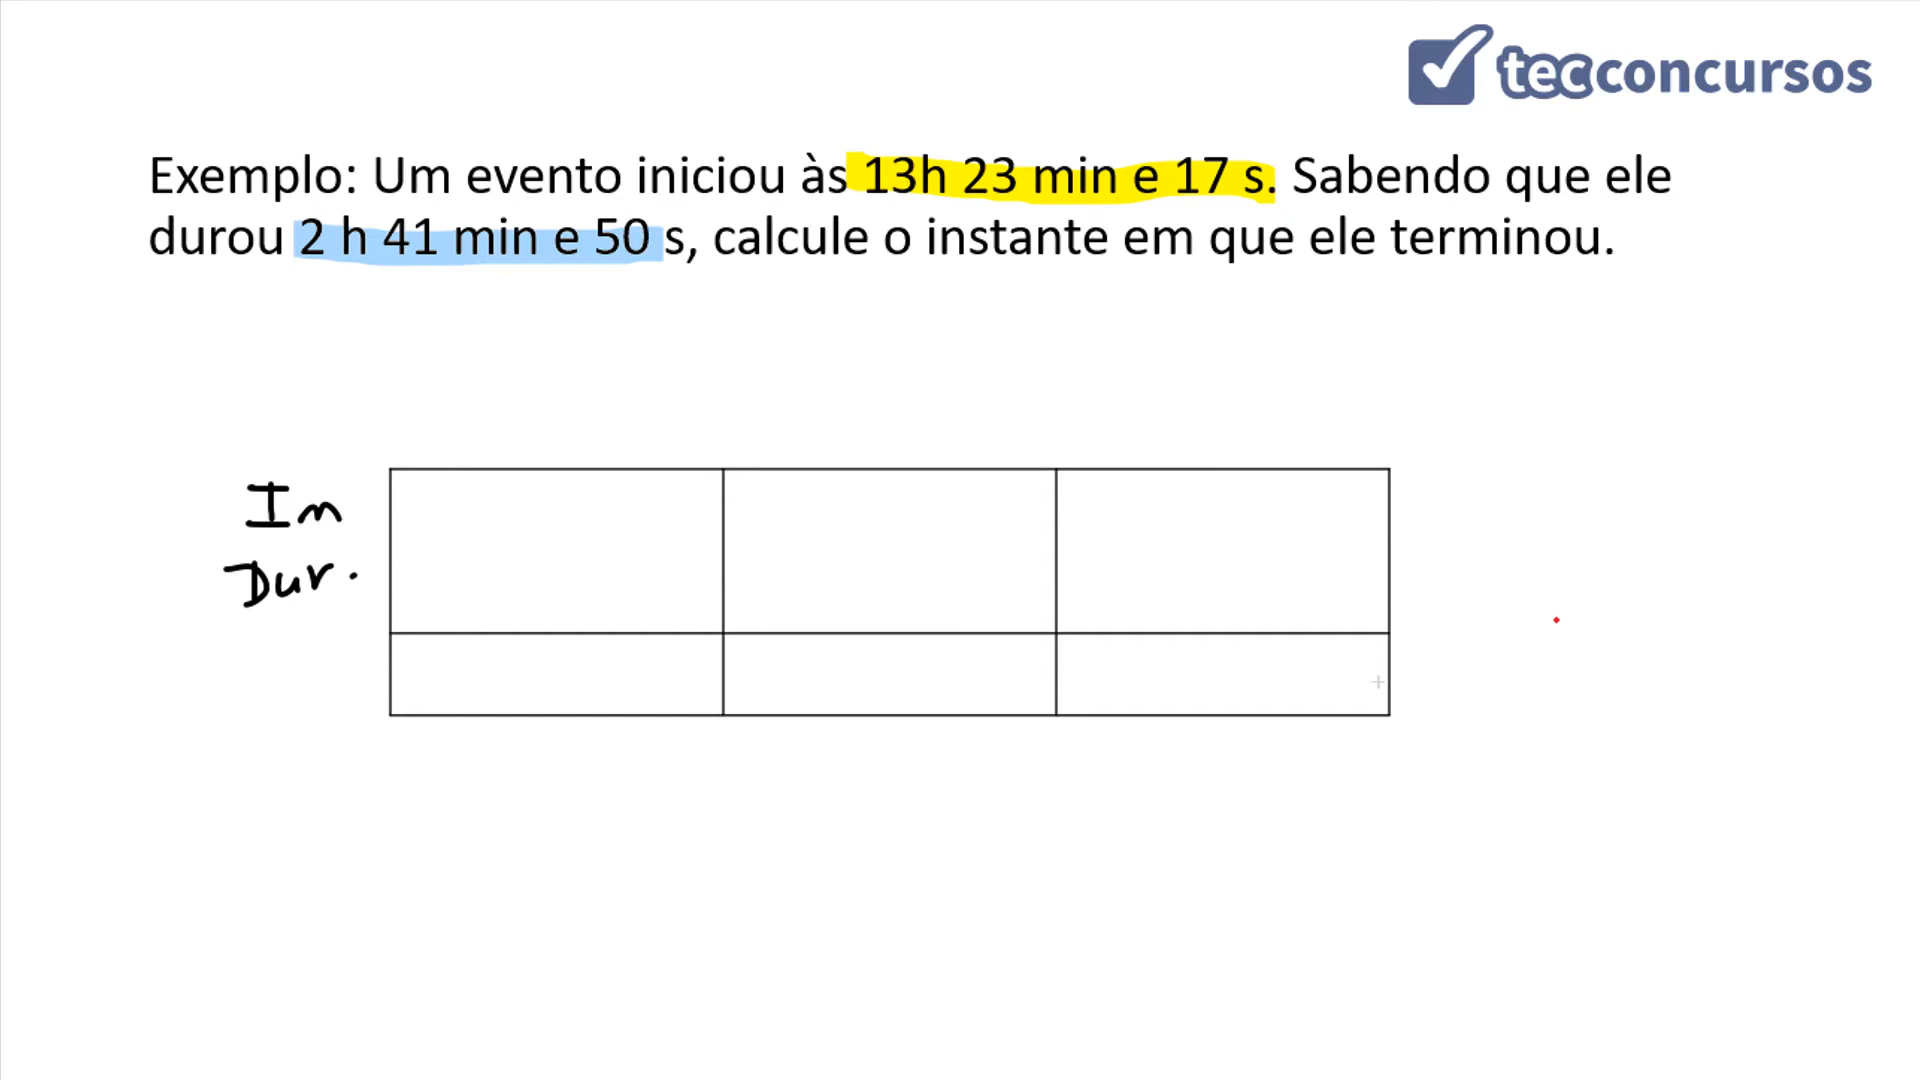 tecconcursos
Exemplo: Um evento iniciou às 13h 23 min e 17 s. Sabendo que ele
durou 2 h 41 min e 50 s, calcule o instante em que ele terminou.
In
Dur.